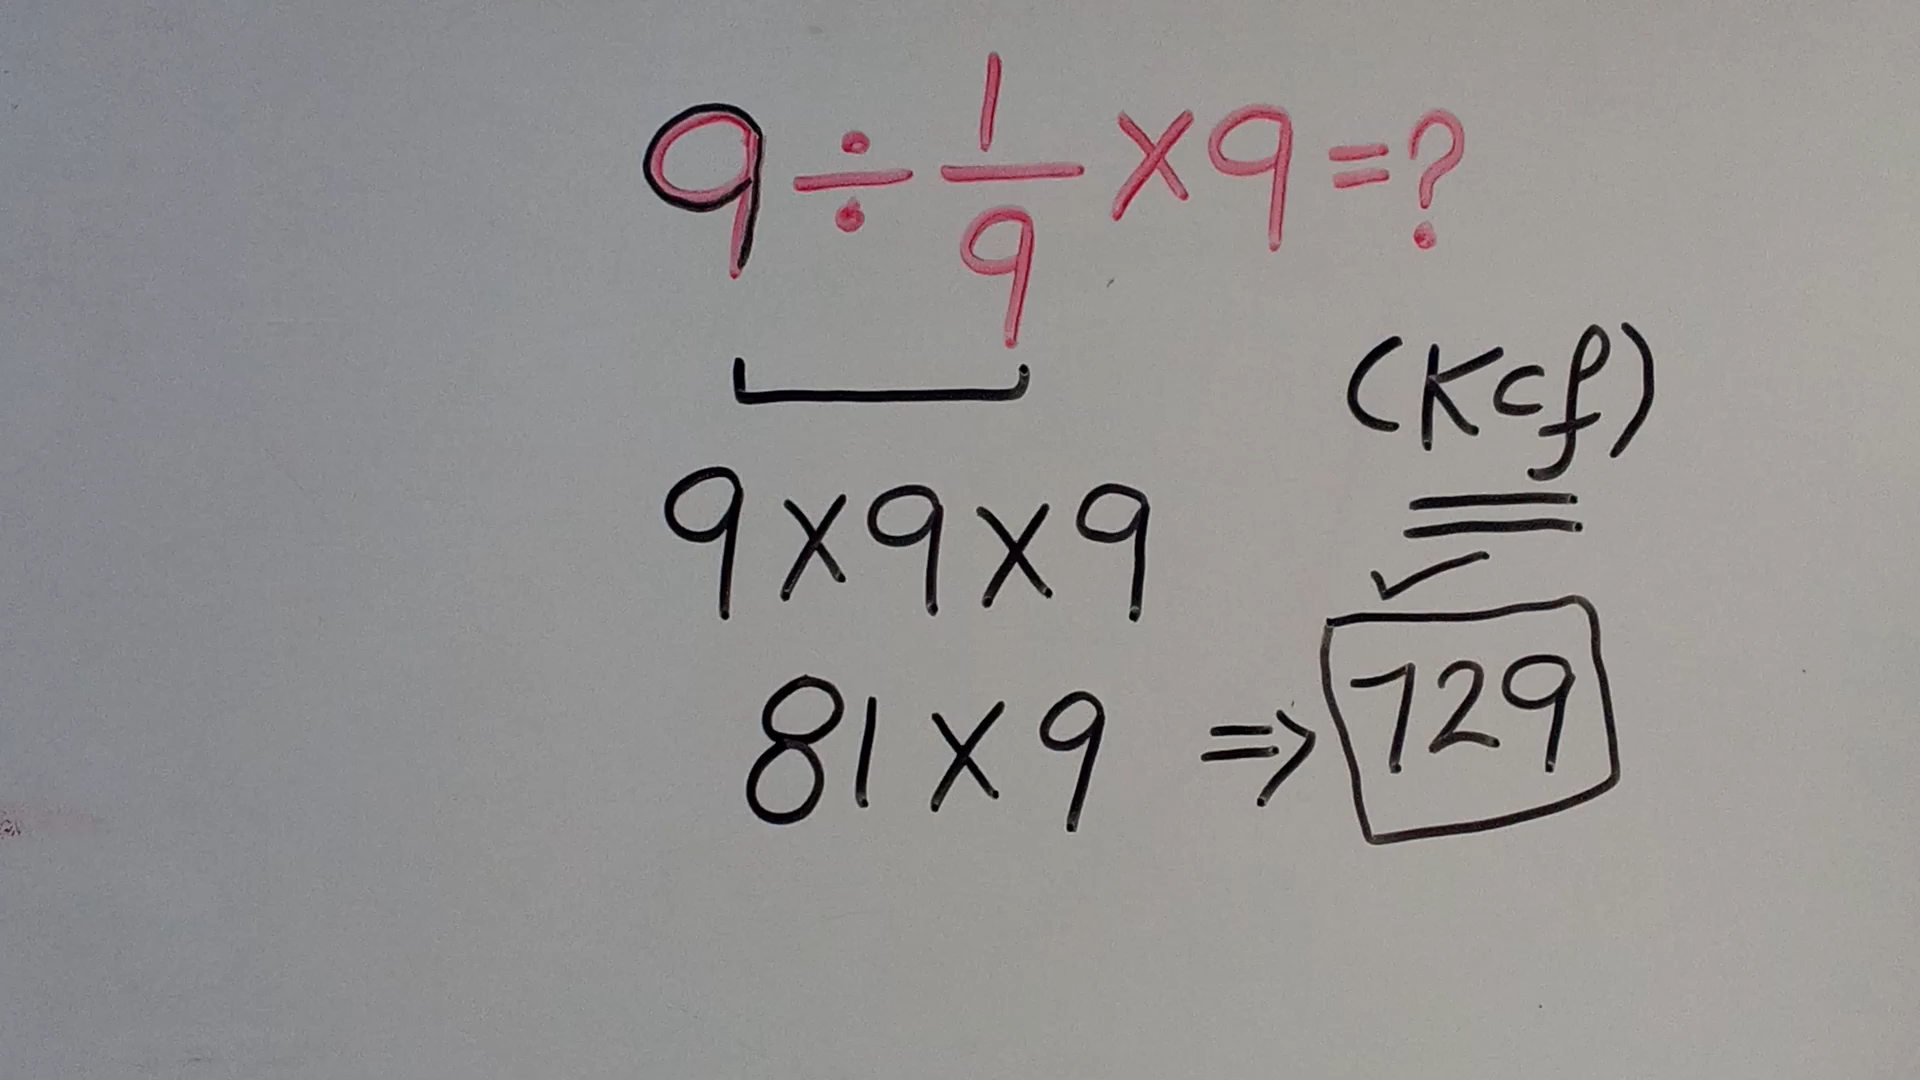 9 ÷ 1/9 × 9 = ?
(Kcf)
9 × 9 × 9
81 × 9 ⇒ 729